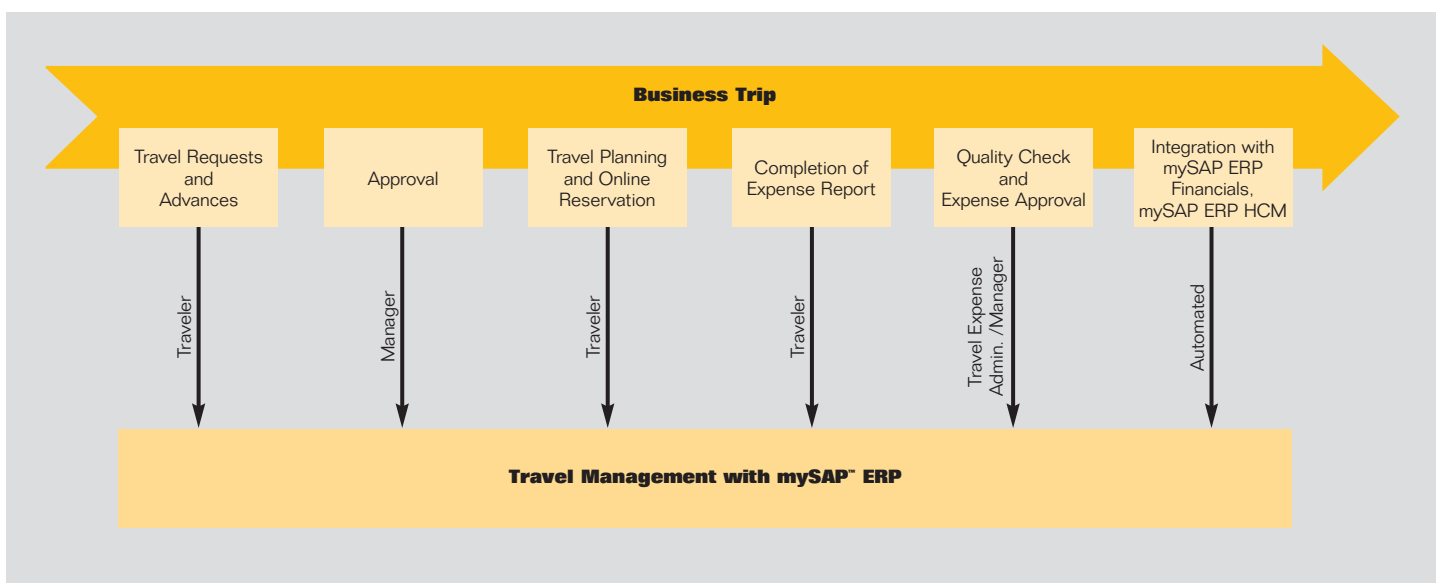 Business Trip
Travel Requests
and
Advances
Approval
Travel Planning
and Online
Reservation
Completion of
Expense Report
Quality Check
and
Expense Approval
Integration with
mySAP ERP
Financials,
mySAP ERP HCM
Traveler
Manager
Traveler
Traveler
Travel Expense
Admin. /Manager
Automated
Travel Management with mySAP™ ERP